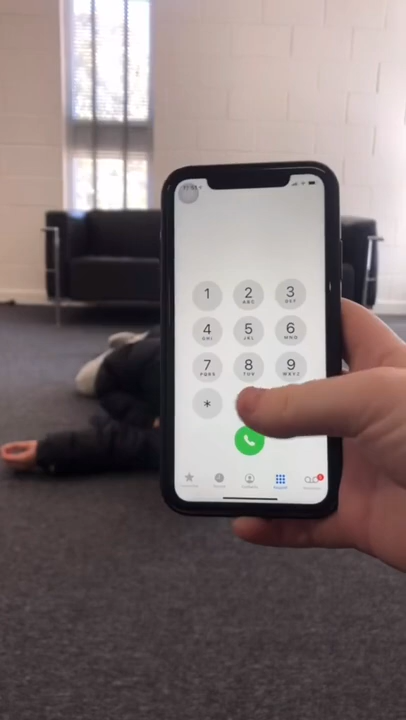 1 2 3
ABC DEF
4 5 6
GHI JKL MNO
7 8 9
PQRS TUV WXYZ
*